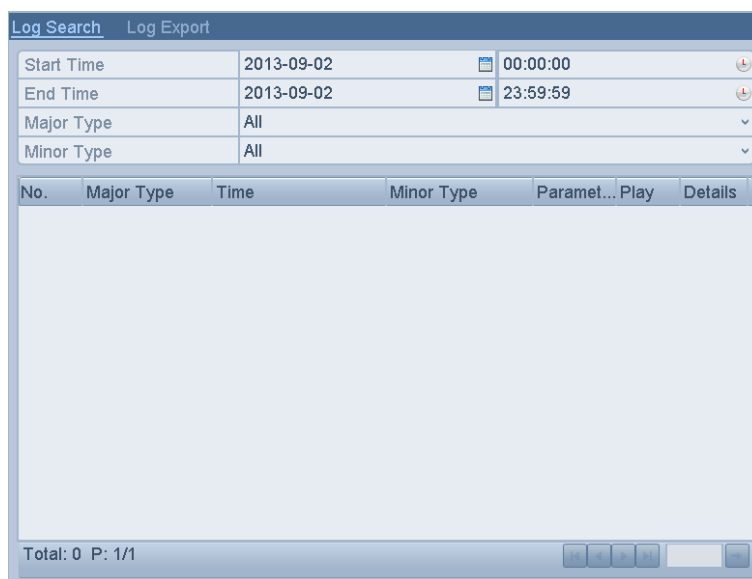 Log Search Log Export
Start Time 2013-09-02 00:00:00
End Time 2013-09-02 23:59:59
Major Type All
Minor Type All
No. Major Type Time Minor Type Paramet... Play Details
Total: 0 P: 1/1